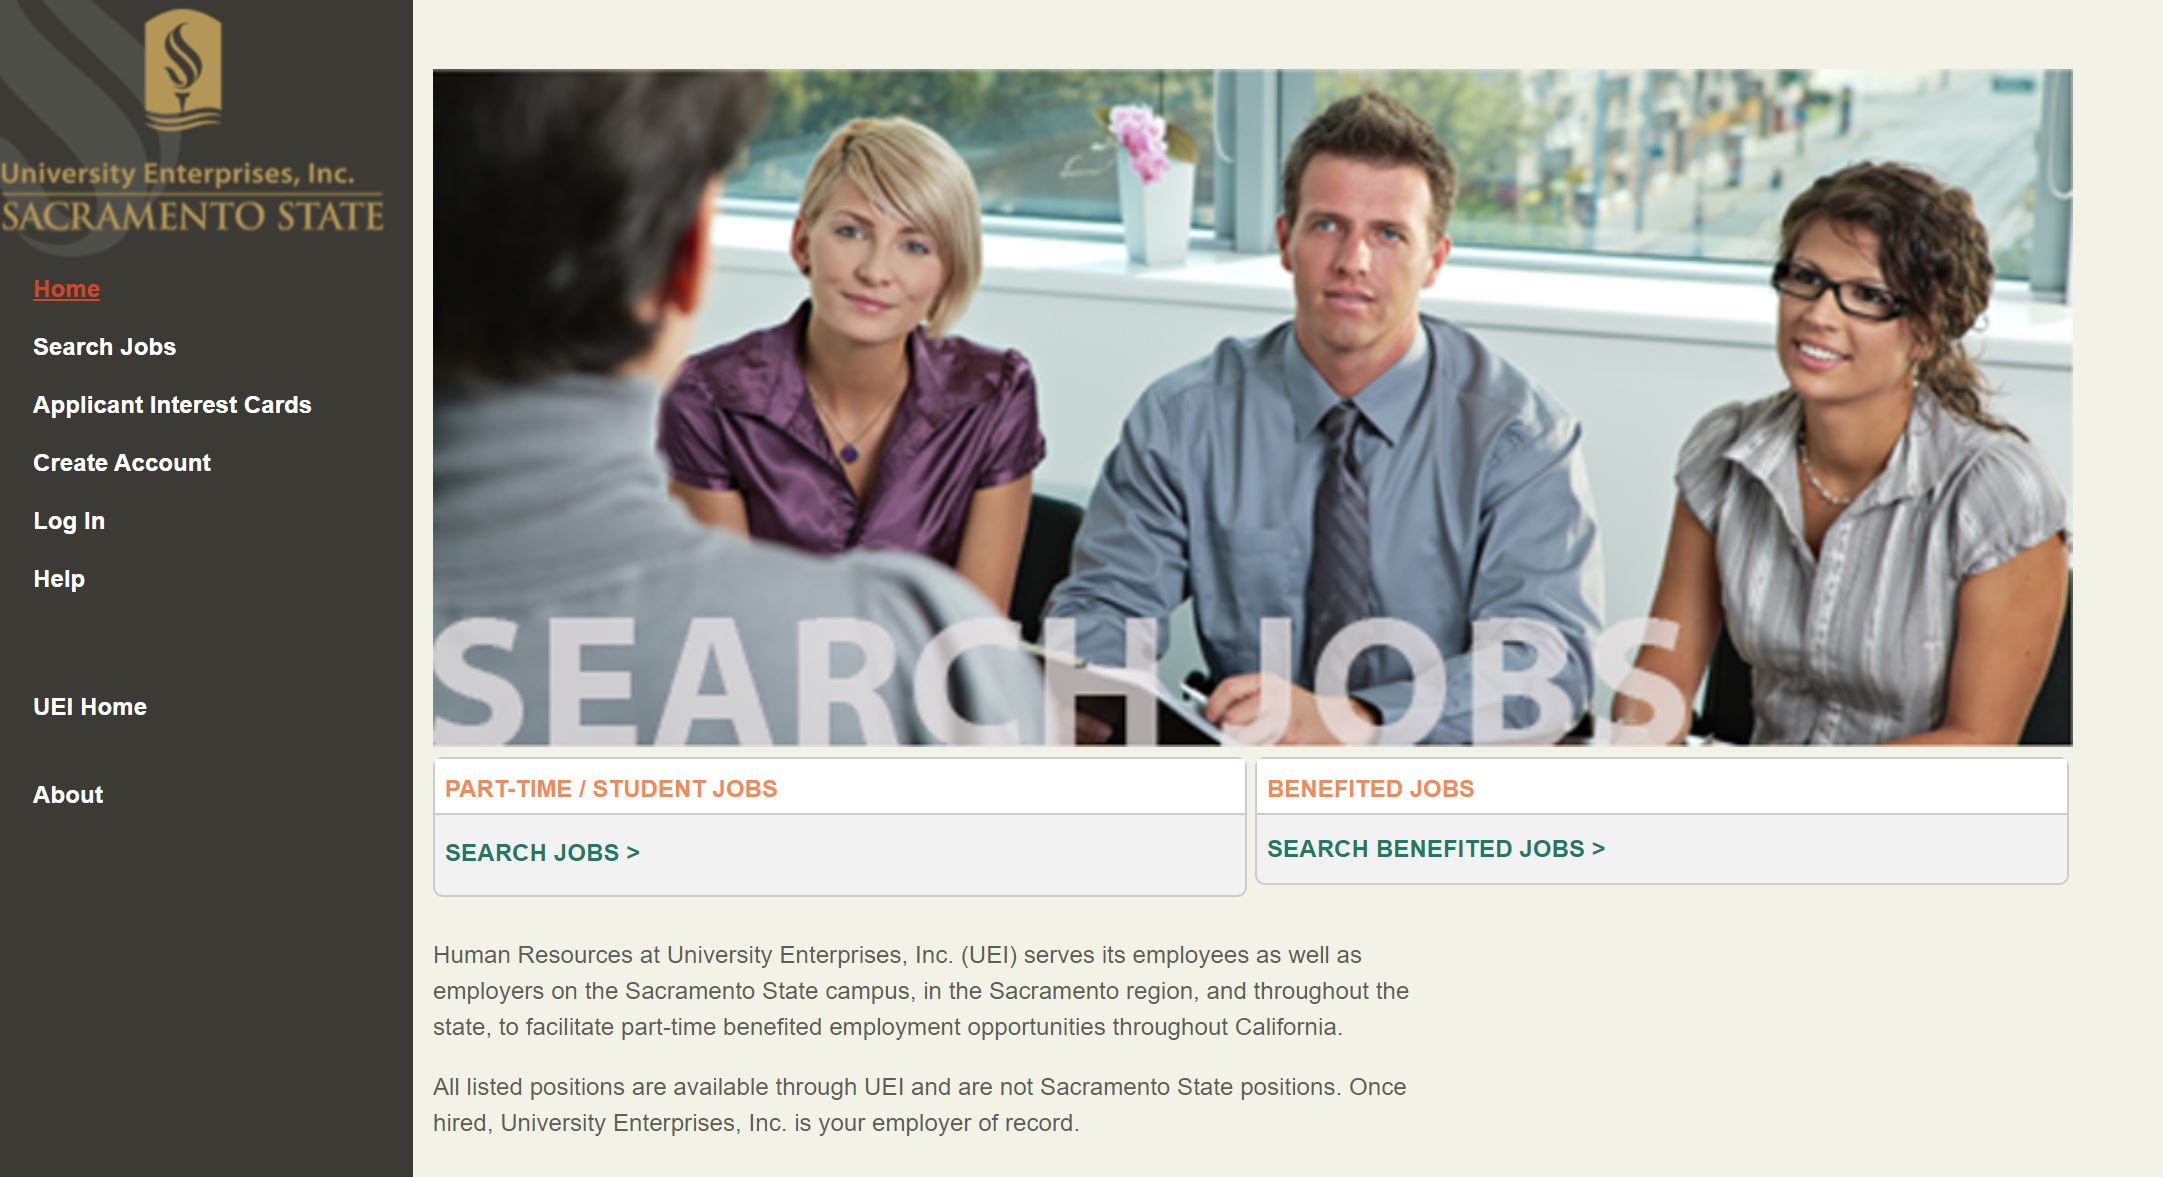 University Enterprises, Inc.
SACRAMENTO STATE
Home
Search Jobs
Applicant Interest Cards
Create Account
Log In
Help
UEI Home
About
SEARCH JOBS
PART-TIME / STUDENT JOBS
SEARCH JOBS >
BENEFITED JOBS
SEARCH BENEFITED JOBS >
Human Resources at University Enterprises, Inc. (UEI) serves its employees as well as
employers on the Sacramento State campus, in the Sacramento region, and throughout the
state, to facilitate part-time benefited employment opportunities throughout California.
All listed positions are available through UEI and are not Sacramento State positions. Once
hired, University Enterprises, Inc. is your employer of record.